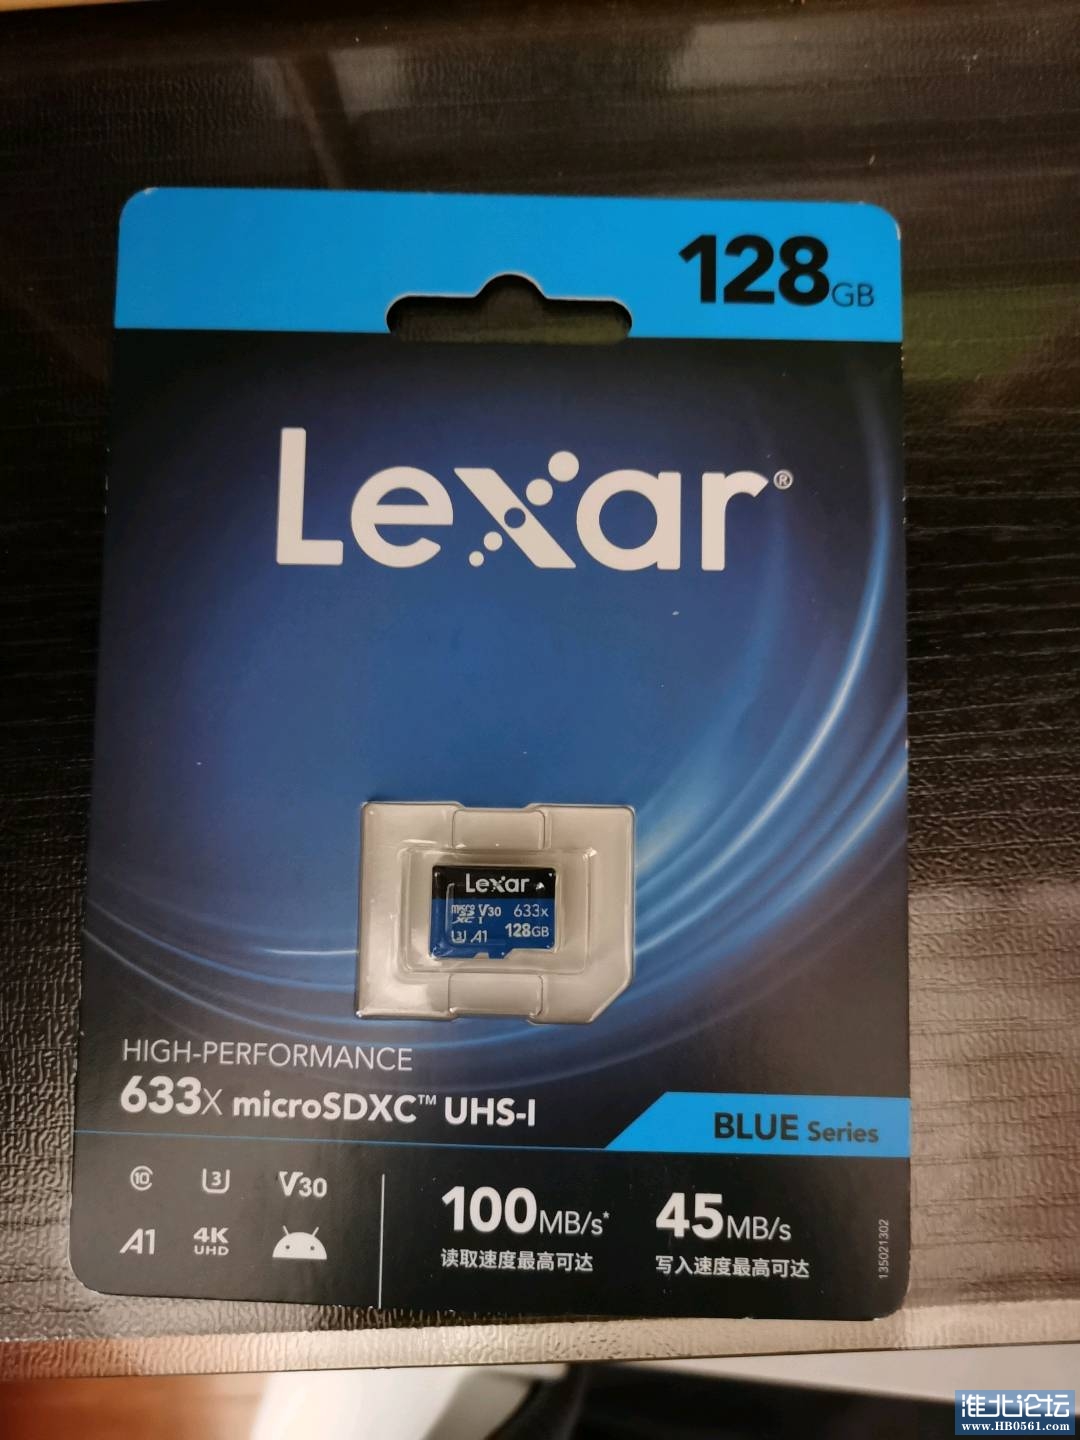 128GB
Lexar®
Lexar
micro SD XC I V30 633x
U3 A1 128GB
HIGH-PERFORMANCE
633X microSDXC™ UHS-I
BLUE Series
10 U3 V30
A1 4K UHD
100MB/s* 45MB/s
读取速度最高可达 写入速度最高可达
135021302
淮北论坛
www.HB0561.com